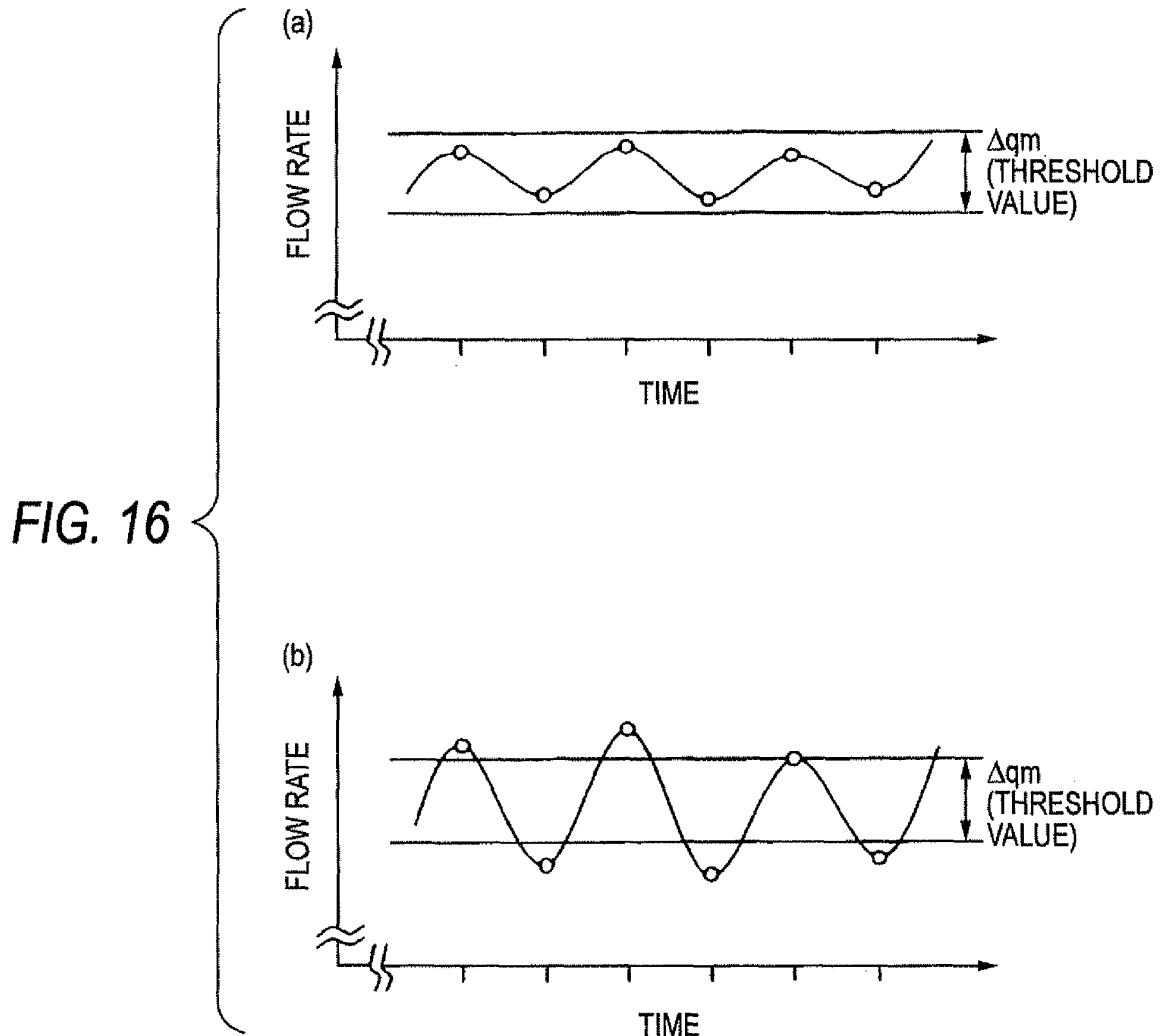 FIG. 16
(a)
FLOW RATE
Δqm
(THRESHOLD
VALUE)
TIME
(b)
FLOW RATE
Δqm
(THRESHOLD
VALUE)
TIME